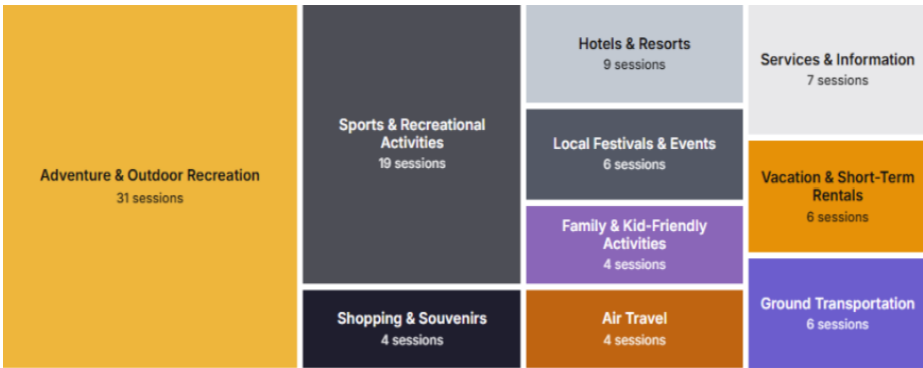 Adventure & Outdoor Recreation
31 sessions
Sports & Recreational
Activities
19 sessions
Shopping & Souvenirs
4 sessions
Hotels & Resorts
9 sessions
Local Festivals & Events
6 sessions
Family & Kid-Friendly
Activities
4 sessions
Air Travel
4 sessions
Services & Information
7 sessions
Vacation & Short-Term
Rentals
6 sessions
Ground Transportation
6 sessions